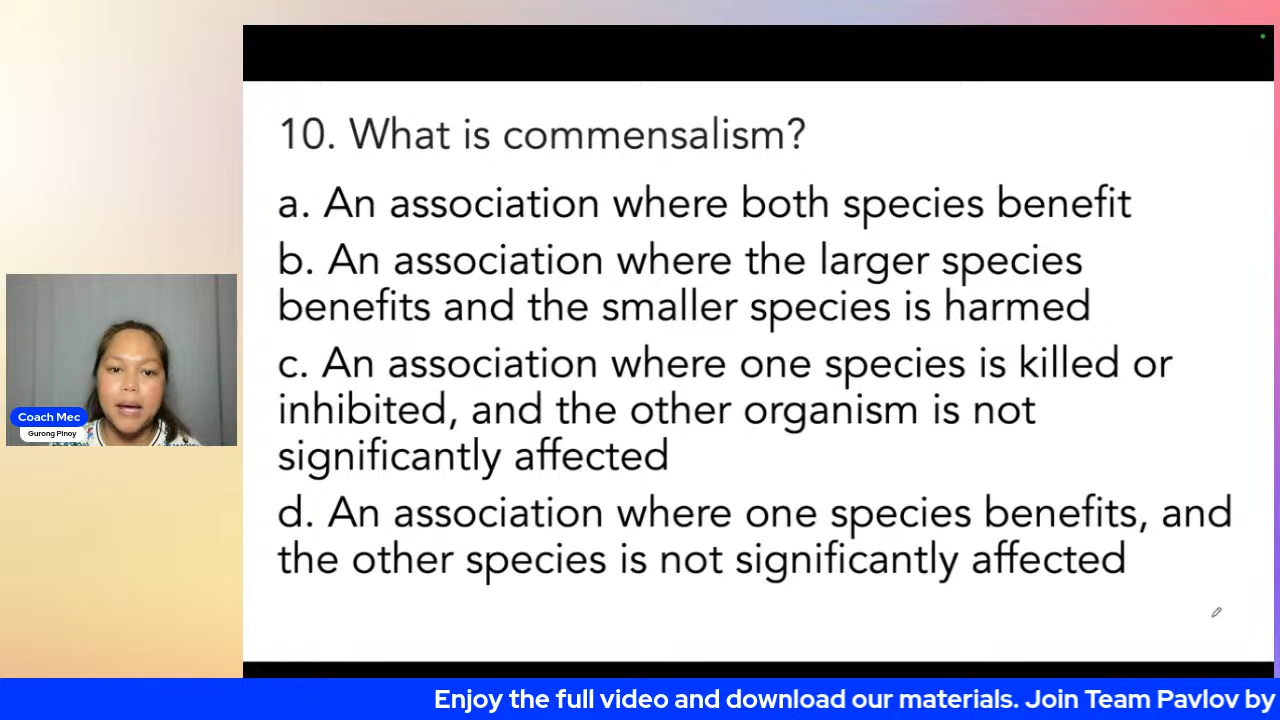 10. What is commensalism?
a. An association where both species benefit
b. An association where the larger species
benefits and the smaller species is harmed
c. An association where one species is killed or
inhibited, and the other organism is not
significantly affected
d. An association where one species benefits, and
the other species is not significantly affected
Coach Mec
Gurong Pinoy
Enjoy the full video and download our materials. Join Team Pavlov by